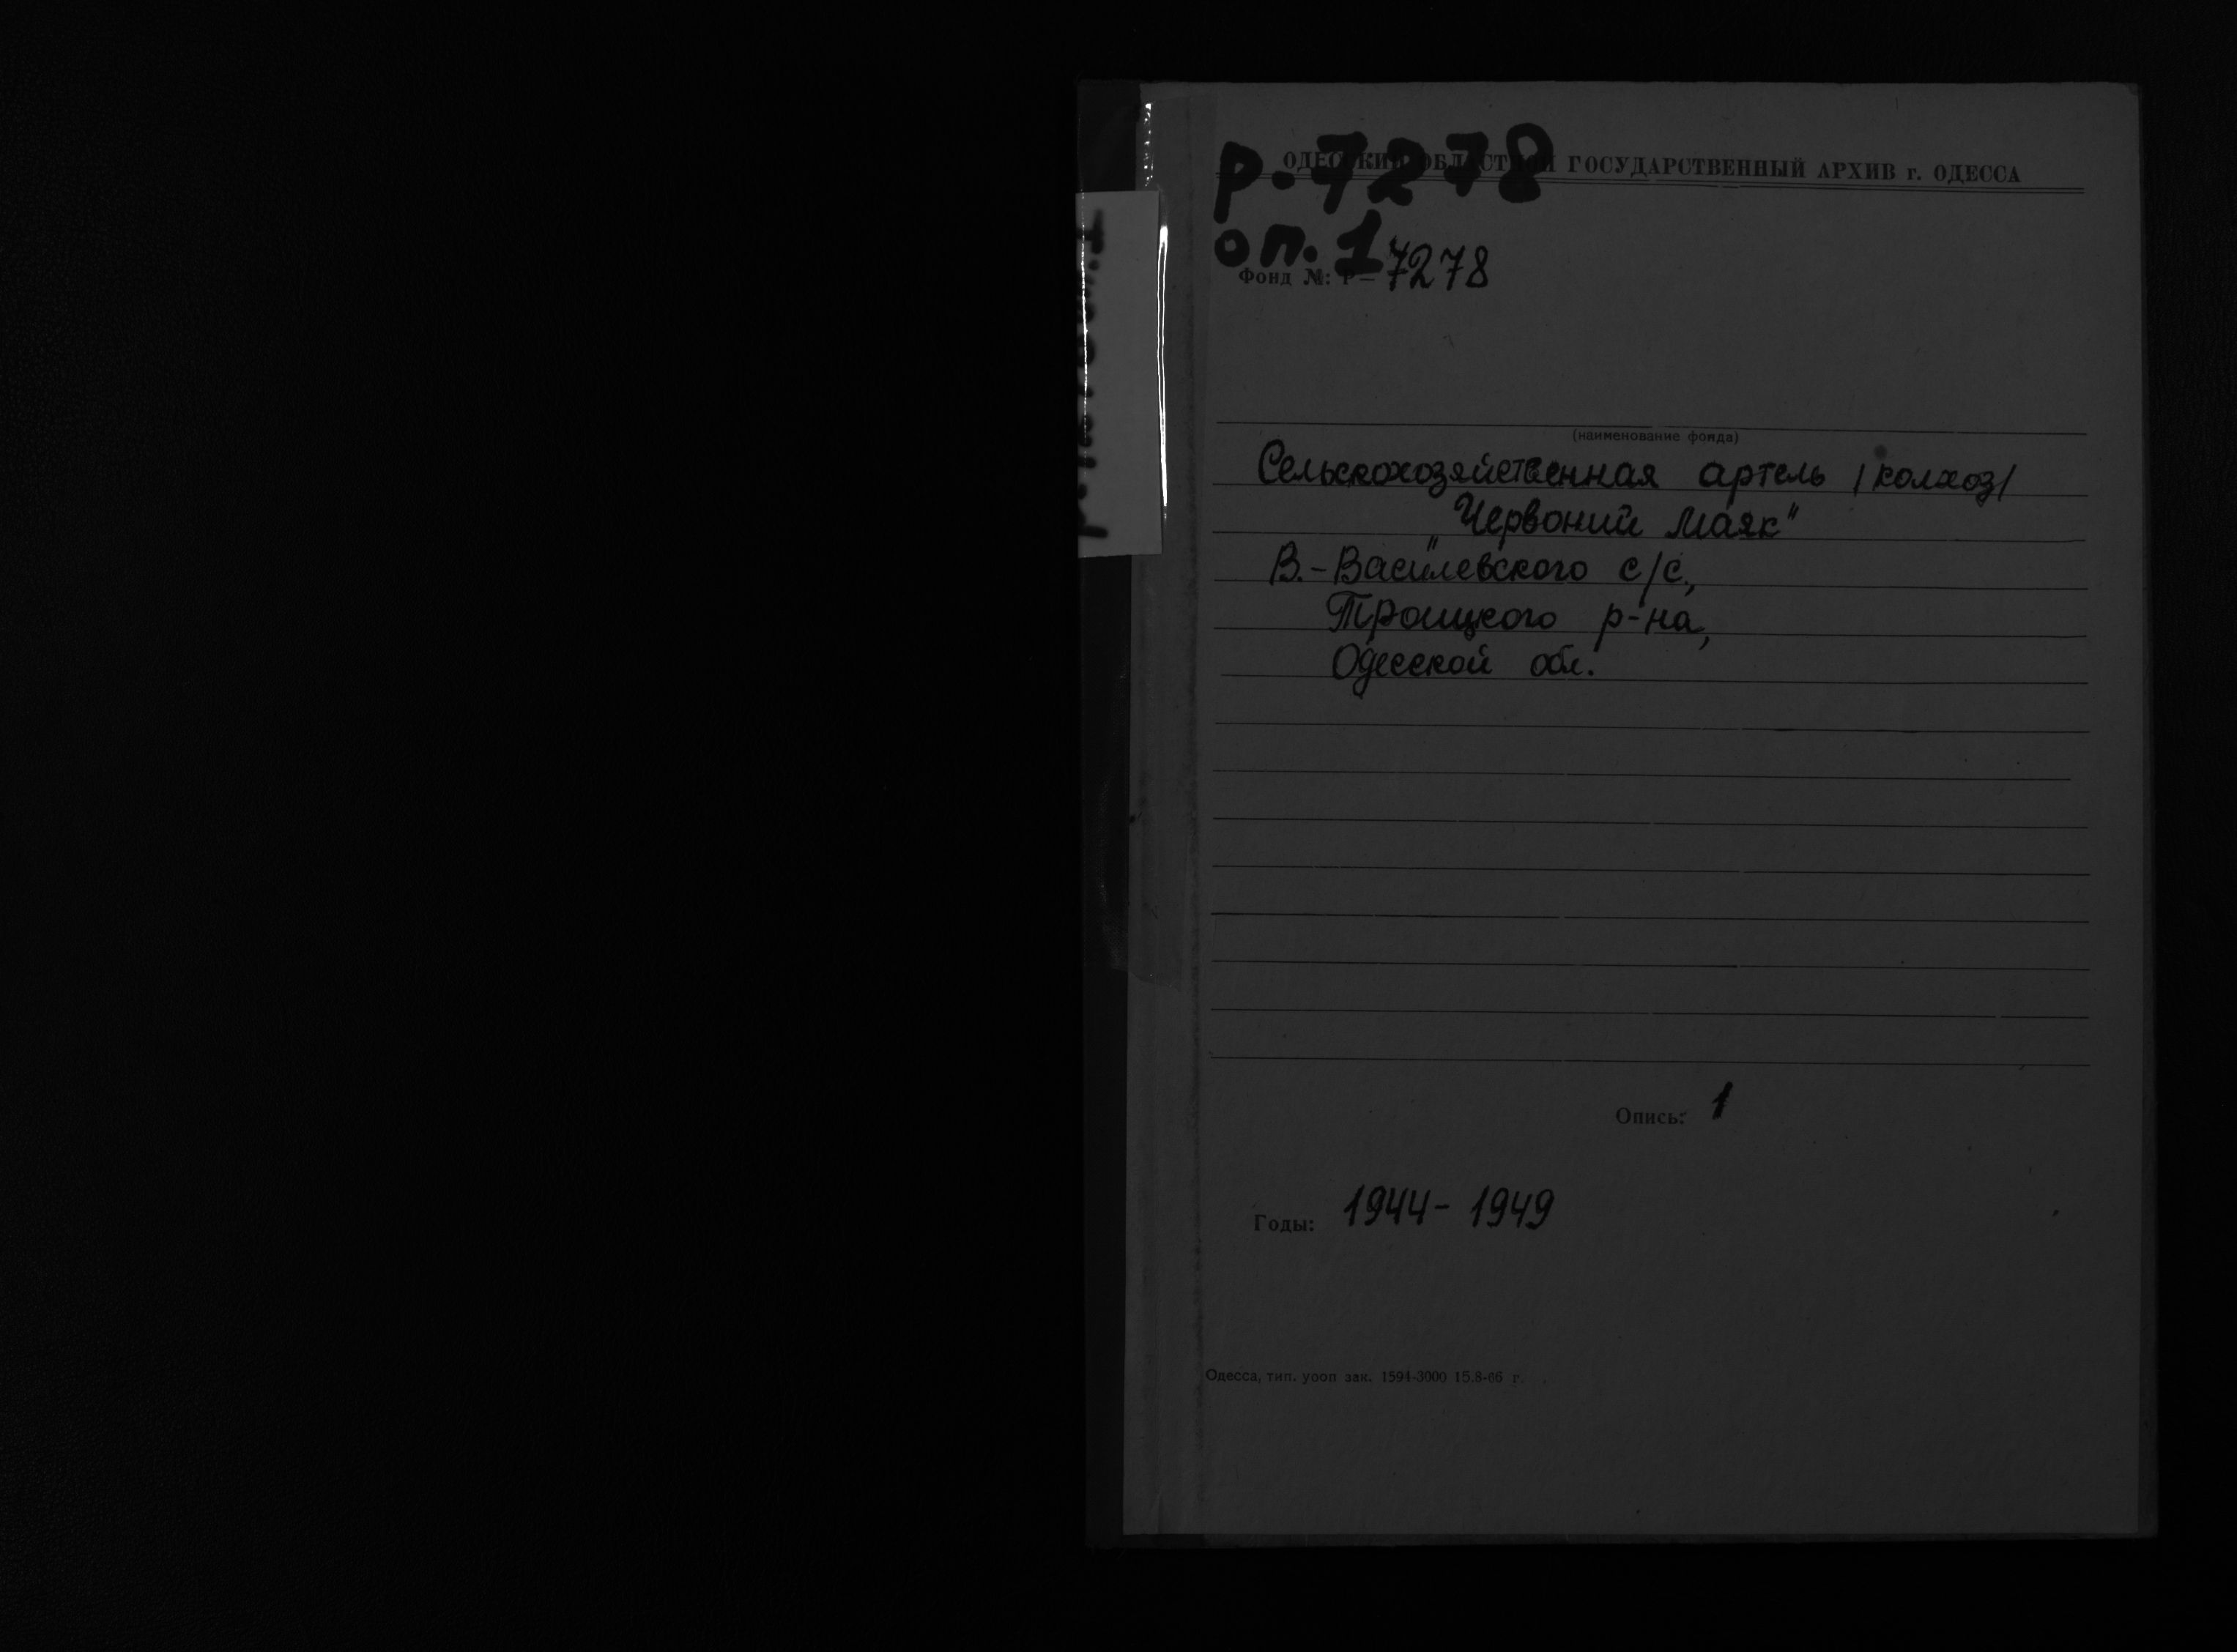 р.7278
ОДЕССКИЙ ОБЛАСТНОЙ ГОСУДАРСТВЕННЫЙ АРХИВ г. ОДЕССА
оп.1
Фонд №: Р— 7278
(наименование фонда)
Сельскохозяйственная артель /колхоз/
„Червоний маяк"
В.-Василевского с/с.,
Троицкого р-на,
Одесской обл.
Опись: 1
Годы: 1944- 1949
Одесса, тип. уооп зак. 1594-3000 15.8-66 г.